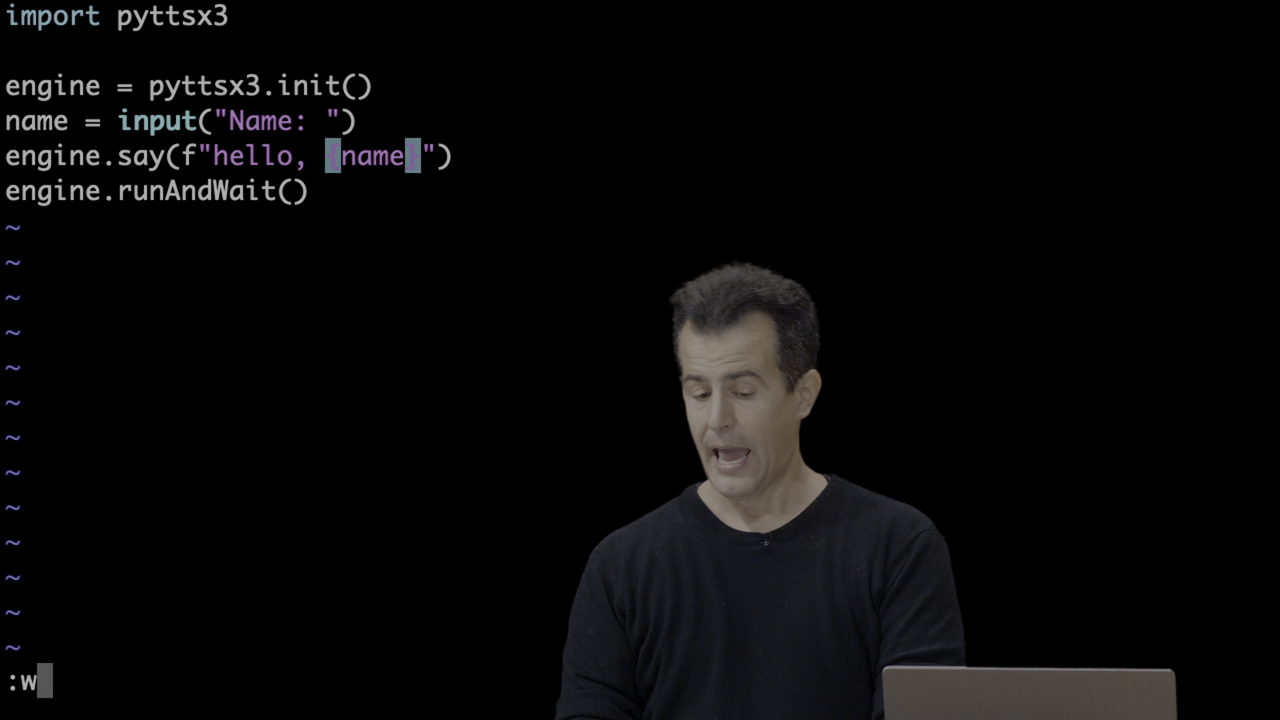 import pyttsx3
engine = pyttsx3.init()
name = input("Name: ")
engine.say(f"hello, {name}")
engine.runAndWait()
~
~
~
~
~
~
~
~
~
~
~
~
~
:w